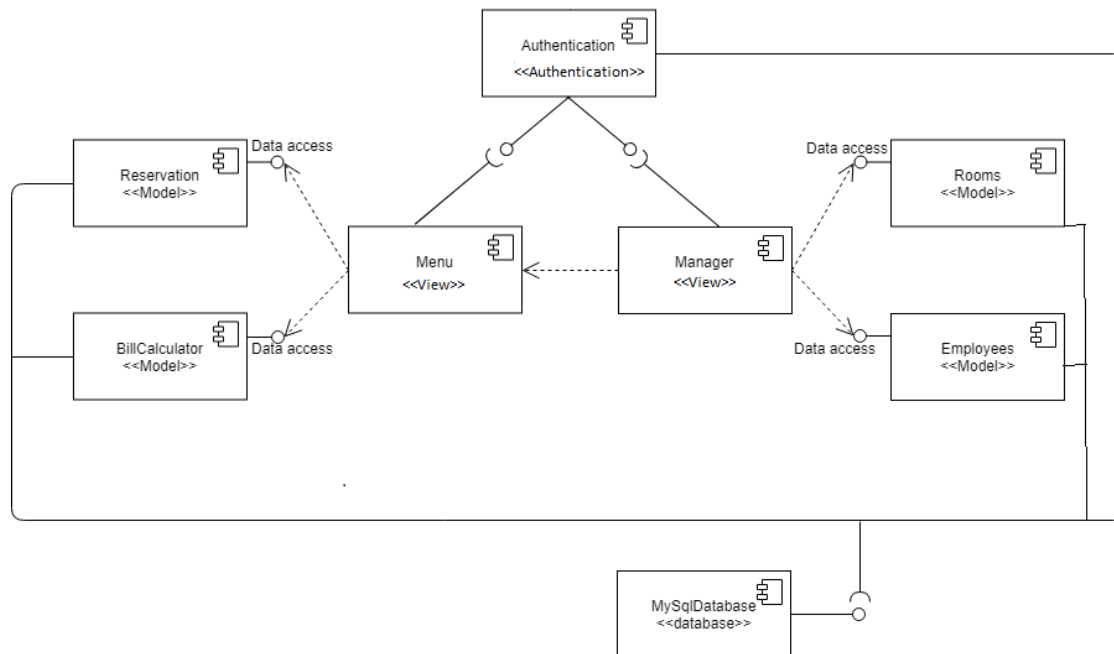 Authentication
<<Authentication>>
Data access
Reservation
<<Model>>
Data access
Rooms
<<Model>>
Menu
<<View>>
Manager
<<View>>
BillCalculator
<<Model>>
Data access
Data access
Employees
<<Model>>
MySqlDatabase
<<database>>